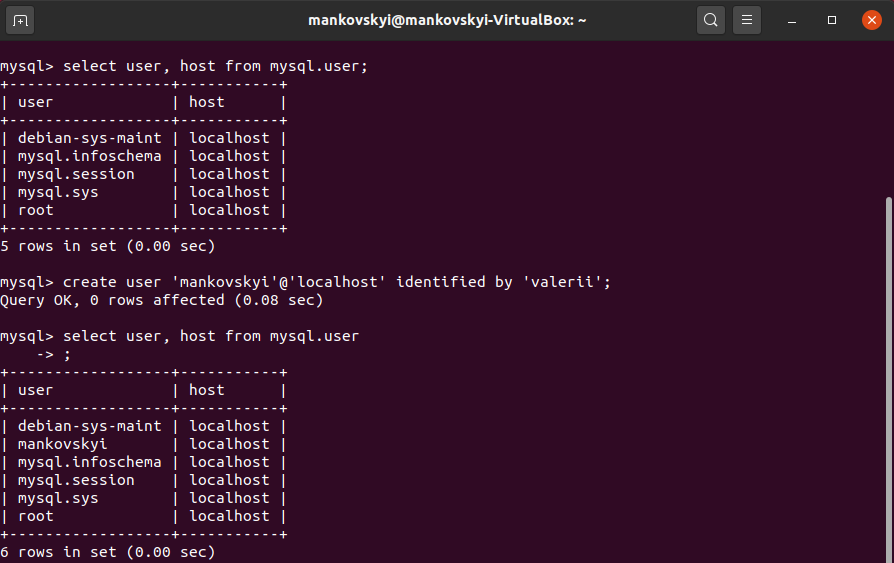 mankovskyi@mankovskyi-VirtualBox: ~
mysql> select user, host from mysql.user;
+------------------+-----------+
| user             | host      |
+------------------+-----------+
| debian-sys-maint | localhost |
| mysql.infoschema | localhost |
| mysql.session    | localhost |
| mysql.sys        | localhost |
| root             | localhost |
+------------------+-----------+
5 rows in set (0.00 sec)
mysql> create user 'mankovskyi'@'localhost' identified by 'valerii';
Query OK, 0 rows affected (0.08 sec)
mysql> select user, host from mysql.user
    -> ;
+------------------+-----------+
| user             | host      |
+------------------+-----------+
| debian-sys-maint | localhost |
| mankovskyi       | localhost |
| mysql.infoschema | localhost |
| mysql.session    | localhost |
| mysql.sys        | localhost |
| root             | localhost |
+------------------+-----------+
6 rows in set (0.00 sec)